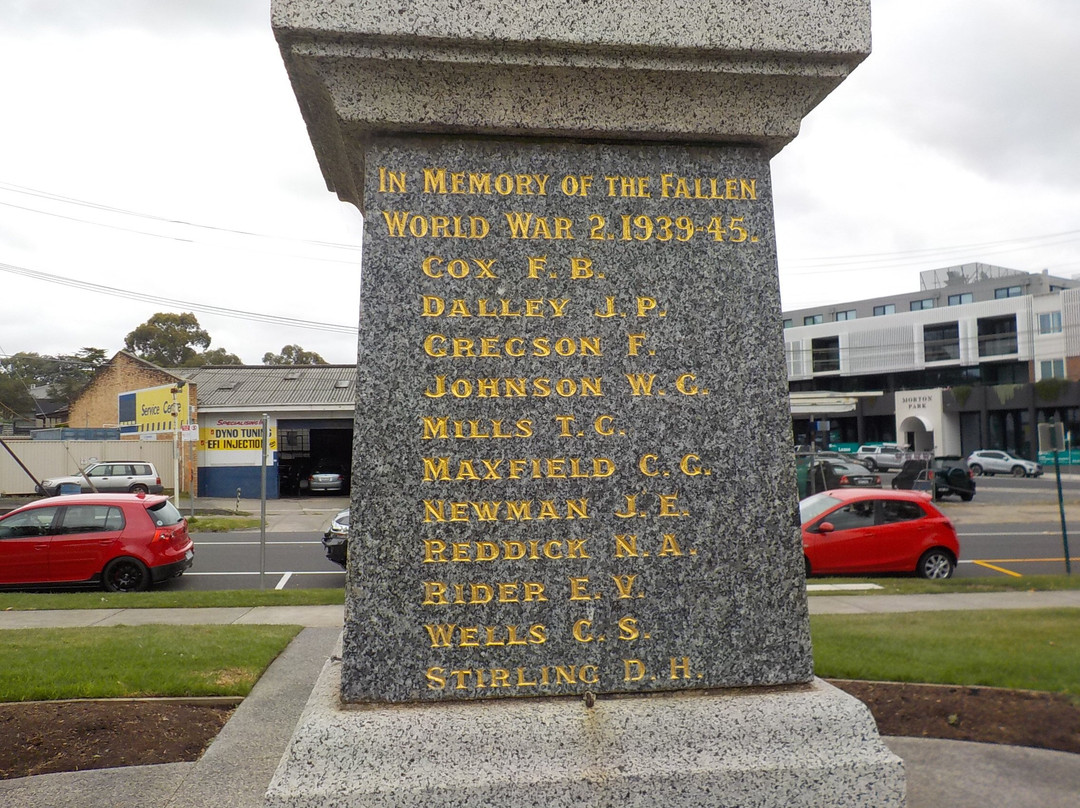 IN MEMORY OF THE FALLEN
WORLD WAR 2. 1939-45.
COX F. B.
DALLEY J. P.
GREGSON F.
JOHNSON W. G.
MILLS T. G.
MAXFIELD C. G.
NEWMAN J. E.
REDDICK N. A.
RIDER E. V.
WELLS C. S.
STIRLING D. H.
Service Centre
SPECIALISING
DYNO TUNING
EFI INJECTION
MORTON
PARK